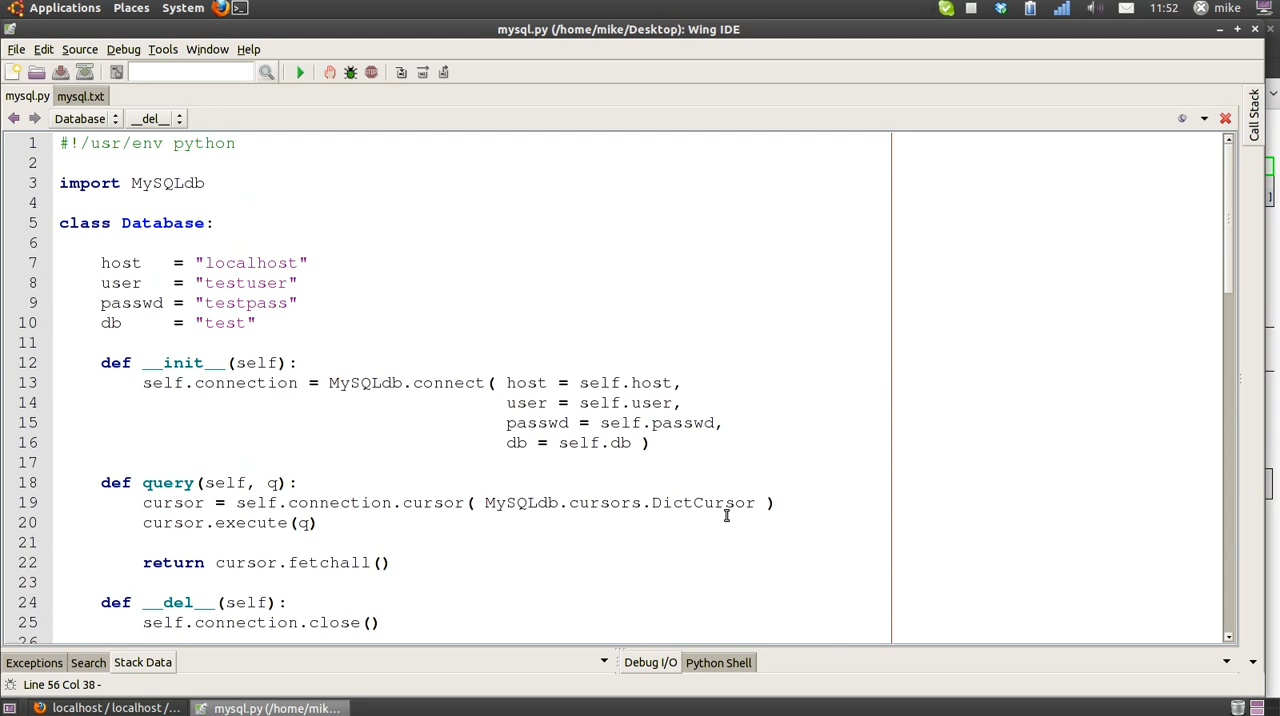 Applications Places System 11:52 mike
mysql.py (/home/mike/Desktop): Wing IDE
File Edit Source Debug Tools Window Help
mysql.py mysql.txt
Database __del__
Call Stack
1 #!/usr/env python
2
3 import MySQLdb
4
5 class Database:
6
7 host = "localhost"
8 user = "testuser"
9 passwd = "testpass"
10 db = "test"
11
12 def __init__(self):
13 self.connection = MySQLdb.connect( host = self.host,
14 user = self.user,
15 passwd = self.passwd,
16 db = self.db )
17
18 def query(self, q):
19 cursor = self.connection.cursor( MySQLdb.cursors.DictCursor )
20 cursor.execute(q)
21
22 return cursor.fetchall()
23
24 def __del__(self):
25 self.connection.close()
26
Exceptions Search Stack Data Debug I/O Python Shell
Line 56 Col 38 -
localhost / localhost /... mysql.py (/home/mik...